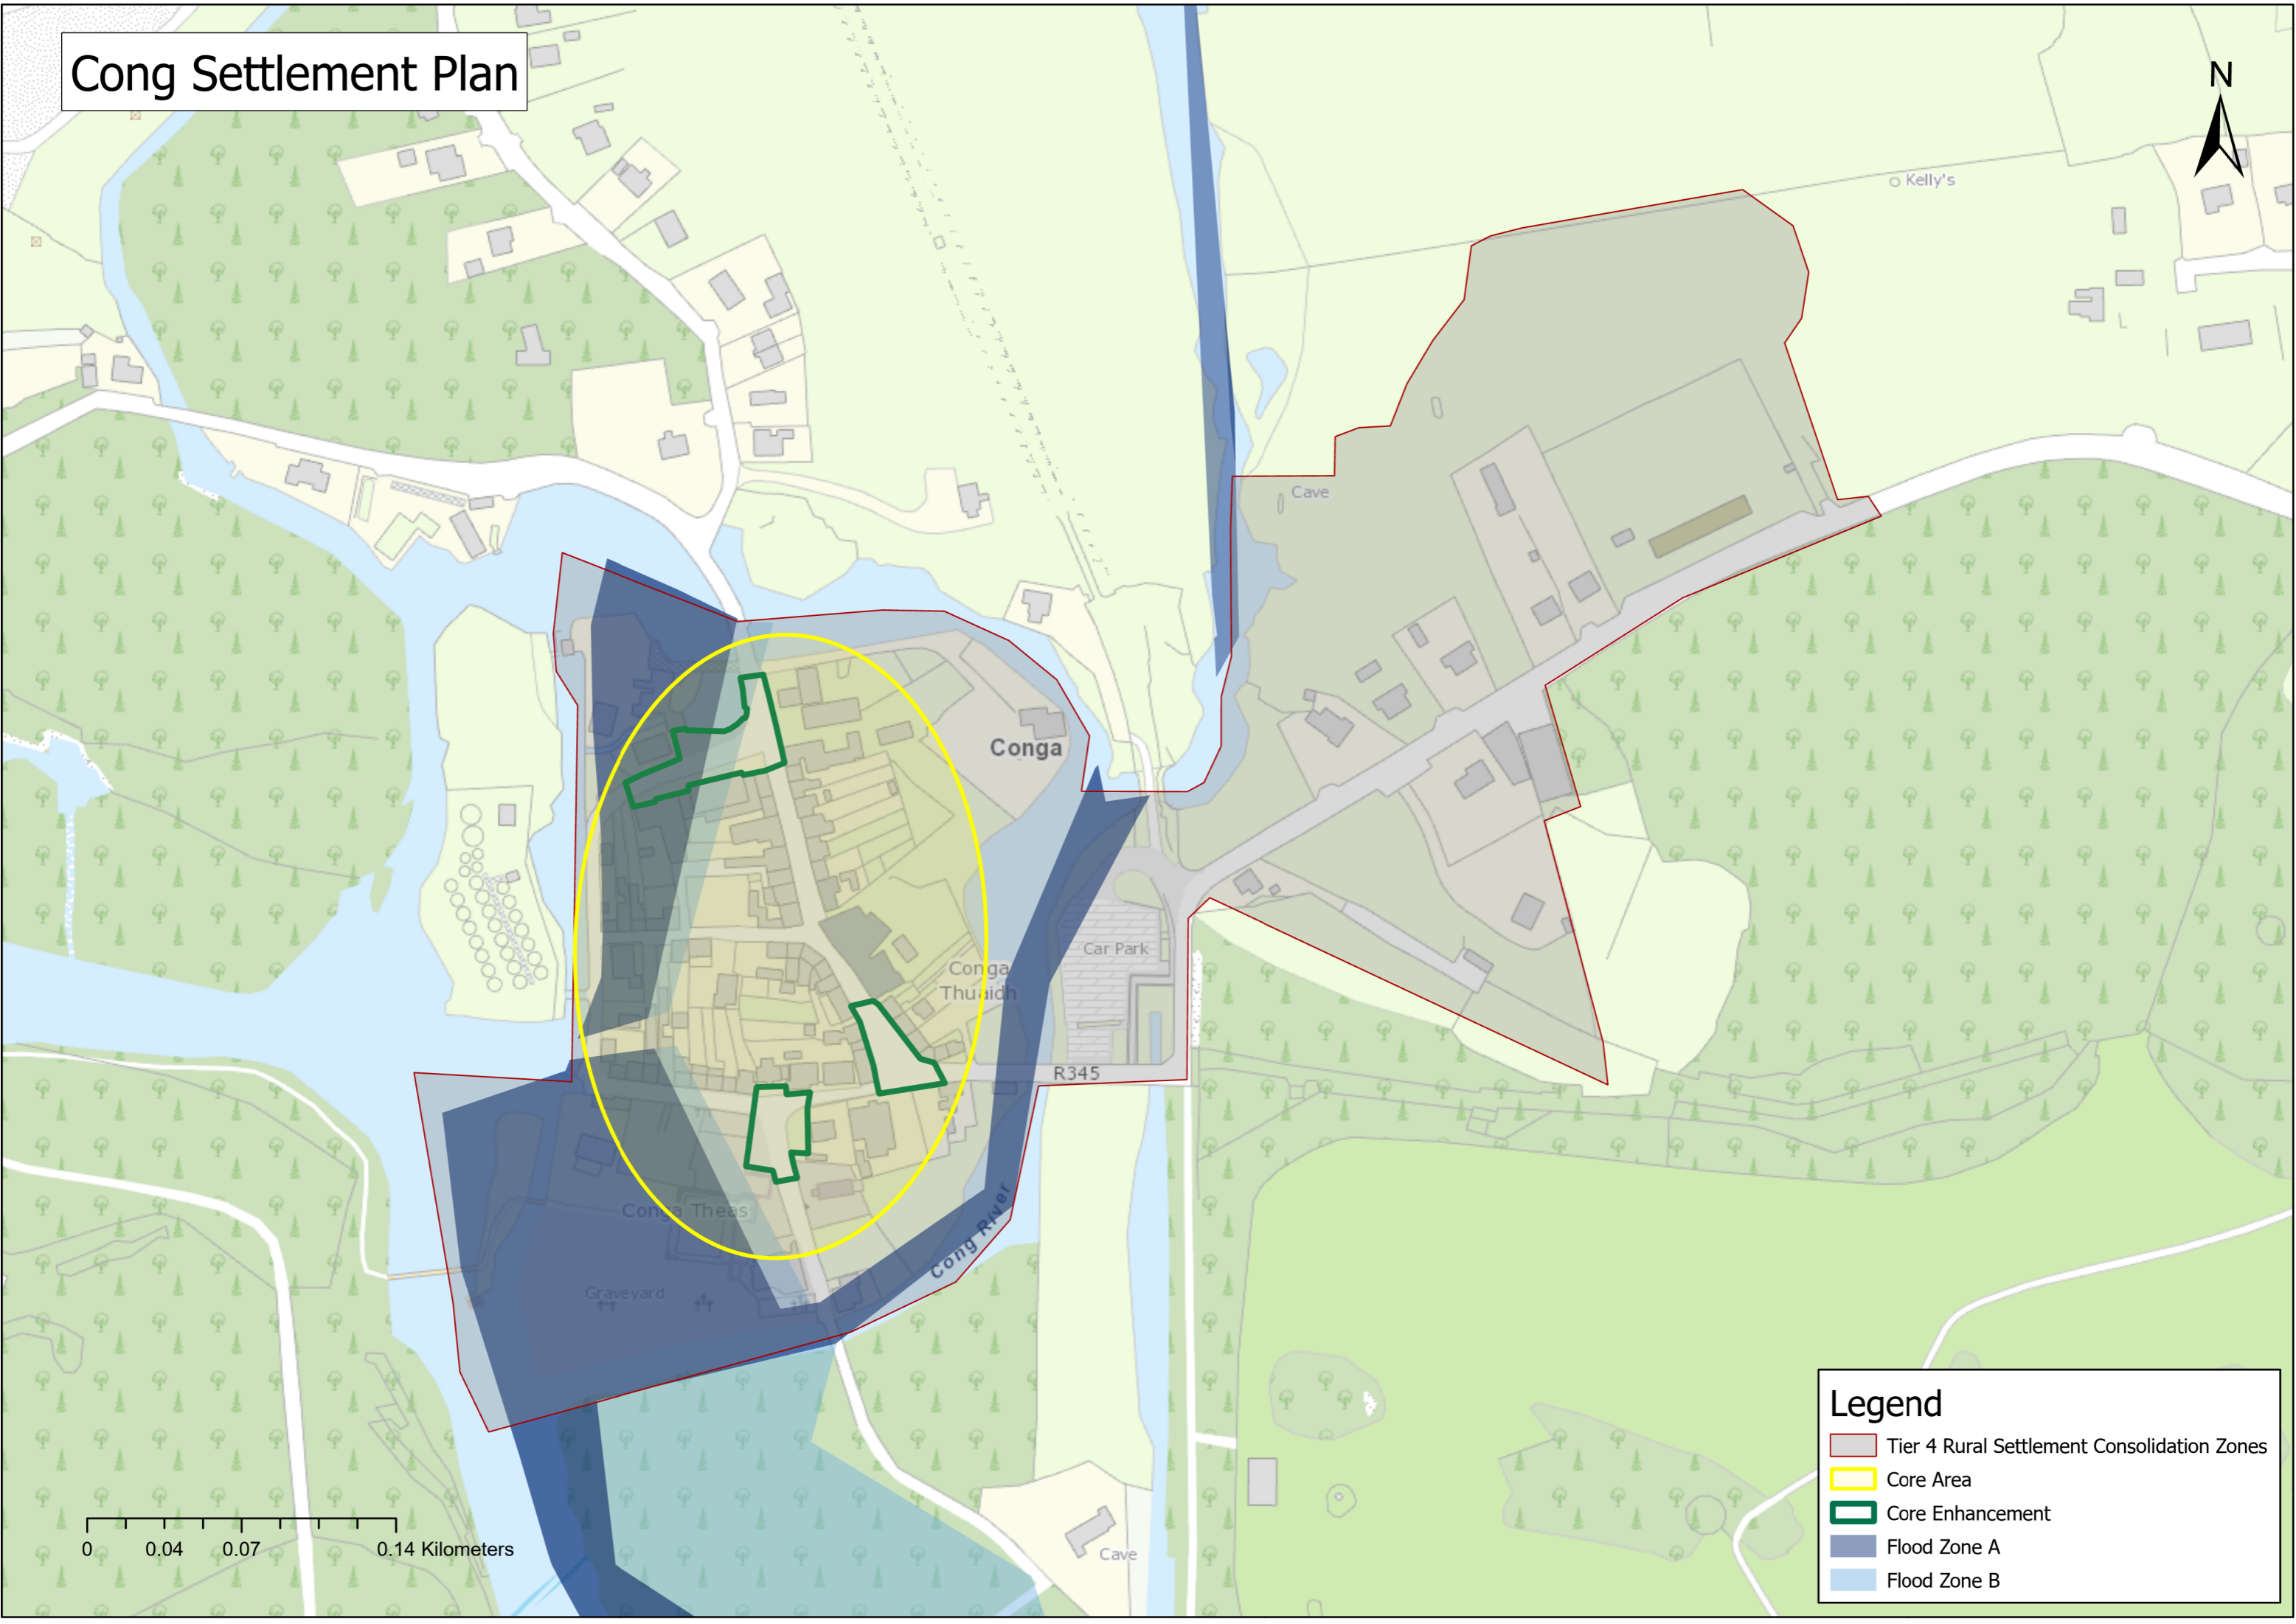 Cong Settlement Plan
N
Kelly's
Cave
Conga
Car Park
Conga
Thuaidh
R345
Conga Theas
Cong River
Graveyard
Cave
0 0.04 0.07 0.14 Kilometers
Legend
Tier 4 Rural Settlement Consolidation Zones
Core Area
Core Enhancement
Flood Zone A
Flood Zone B